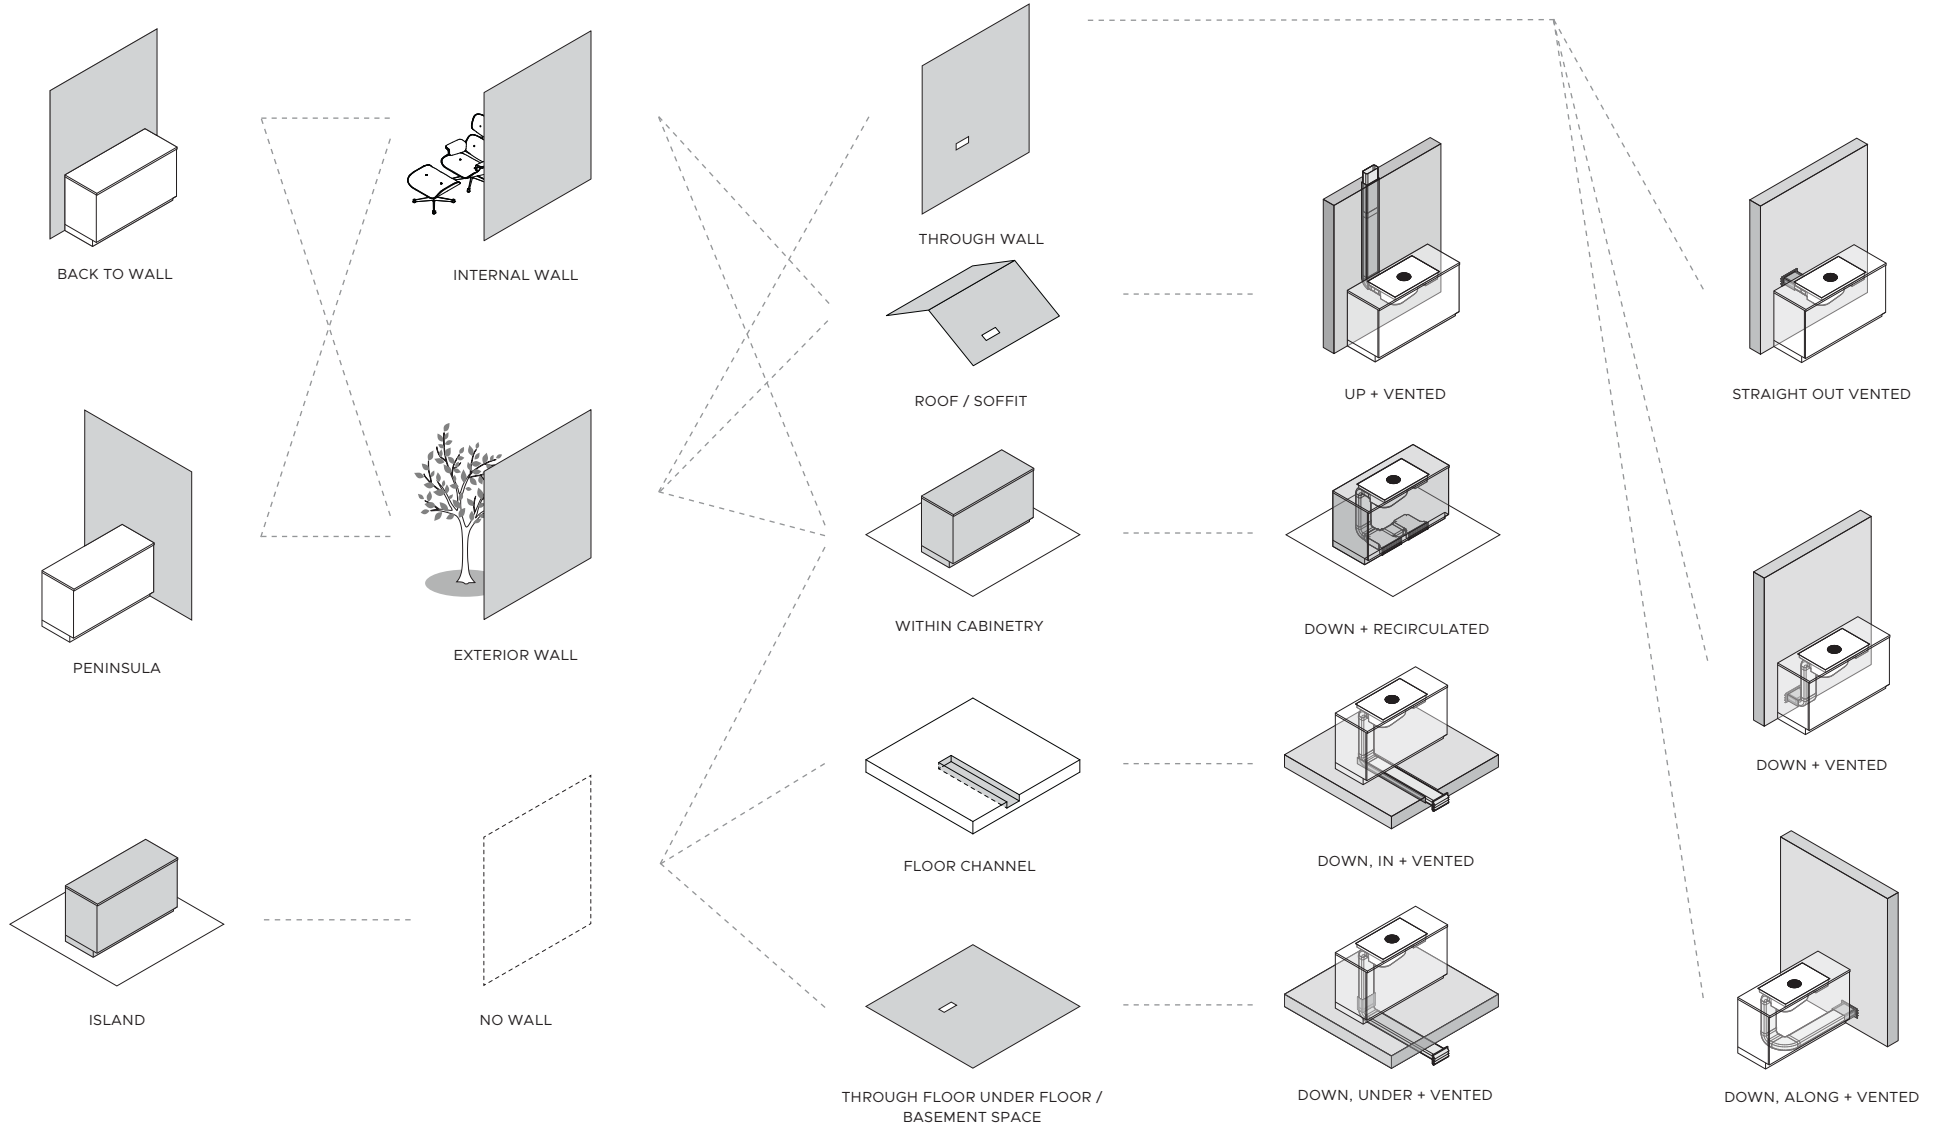 BACK TO WALL
INTERNAL WALL
THROUGH WALL
ROOF / SOFFIT
UP + VENTED
STRAIGHT OUT VENTED
PENINSULA
EXTERIOR WALL
WITHIN CABINETRY
DOWN + RECIRCULATED
DOWN + VENTED
FLOOR CHANNEL
DOWN, IN + VENTED
ISLAND
NO WALL
THROUGH FLOOR UNDER FLOOR /
BASEMENT SPACE
DOWN, UNDER + VENTED
DOWN, ALONG + VENTED